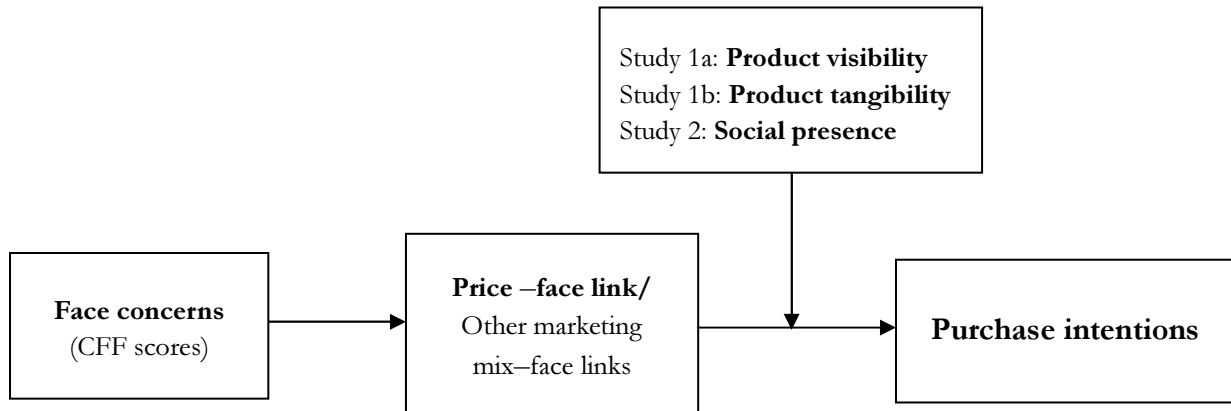 Study 1a: Product visibility
Study 1b: Product tangibility
Study 2: Social presence
Face concerns
(CFF scores)
Price –face link/
Other marketing
mix–face links
Purchase intentions